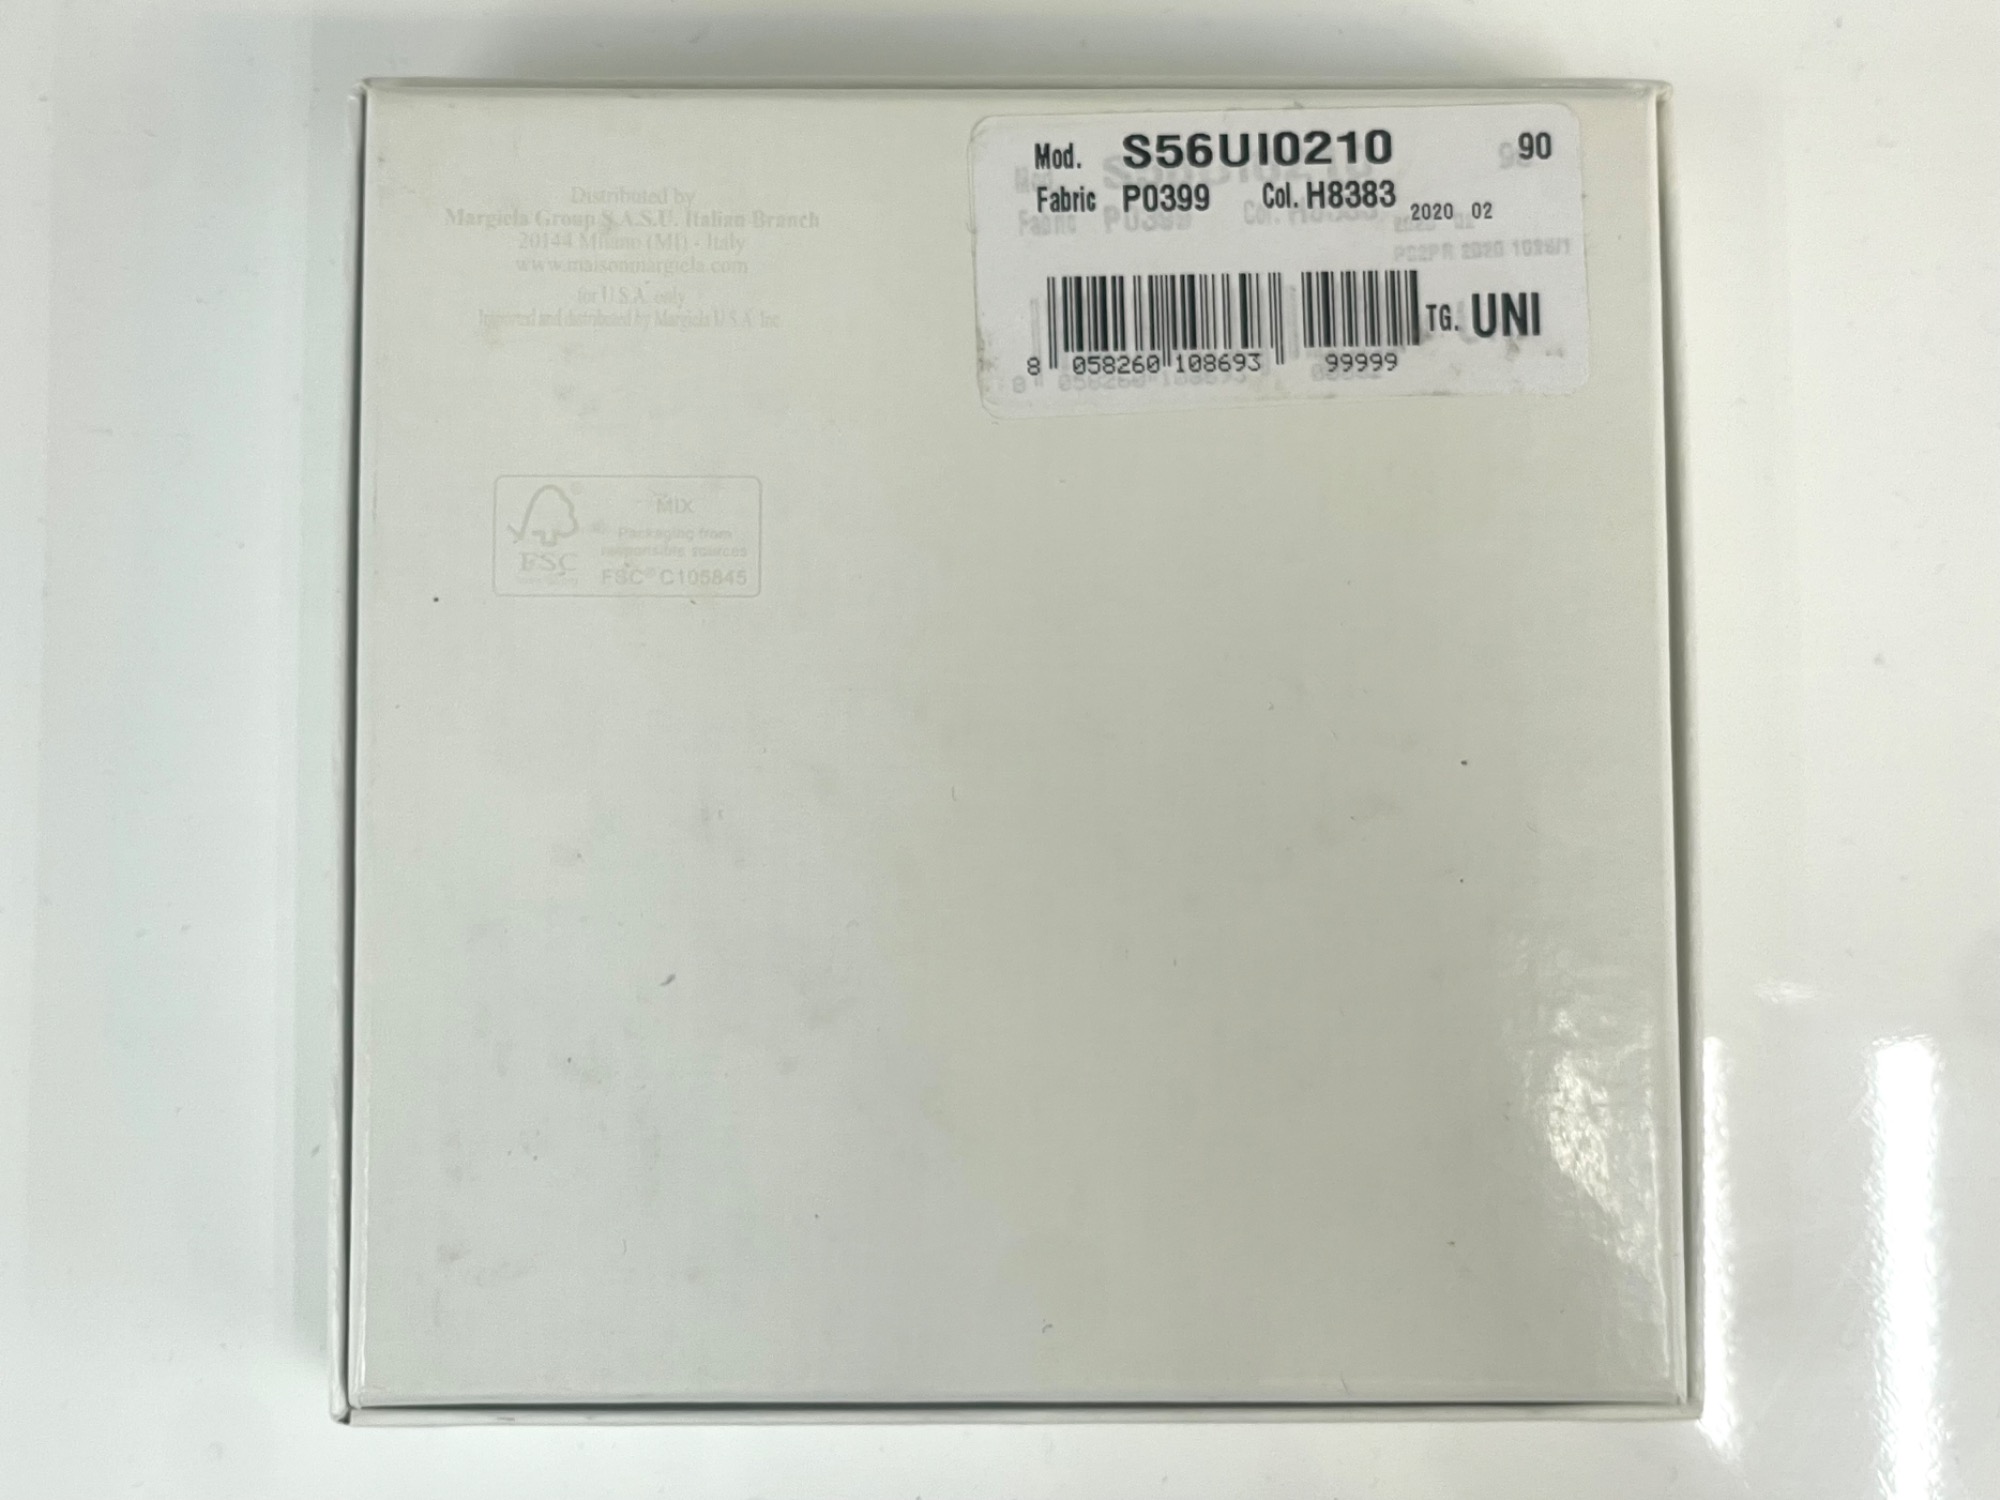 Distributed by
Margiela Group S.A.S.U. Italian Branch
20144 Milano (MI) - Italy
www.maisonmargiela.com
for U.S.A. only
Imported and distributed by Margiela U.S.A. Inc
Mod. S56UI0210 90
Fabric P0399 Col. H8383 2020 02
TG. UNI
8 058260 108693 99999
MIX
Packaging from
responsible sources
FSC
FSC® C105845